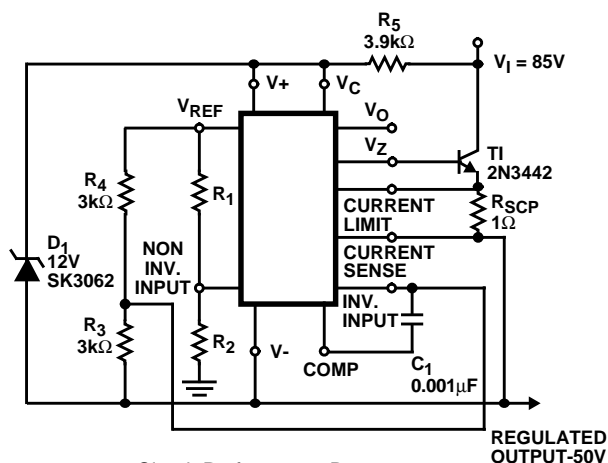 R5
3.9kΩ
VI = 85V
V+
VC
VREF
VO
VZ
TI
2N3442
R4
3kΩ
R1
CURRENT
LIMIT
RSCP
1Ω
D1
12V
SK3062
NON
INV.
INPUT
CURRENT
SENSE
INV.
INPUT
R3
3kΩ
R2
V-
COMP
C1
0.001μF
REGULATED
OUTPUT-50V